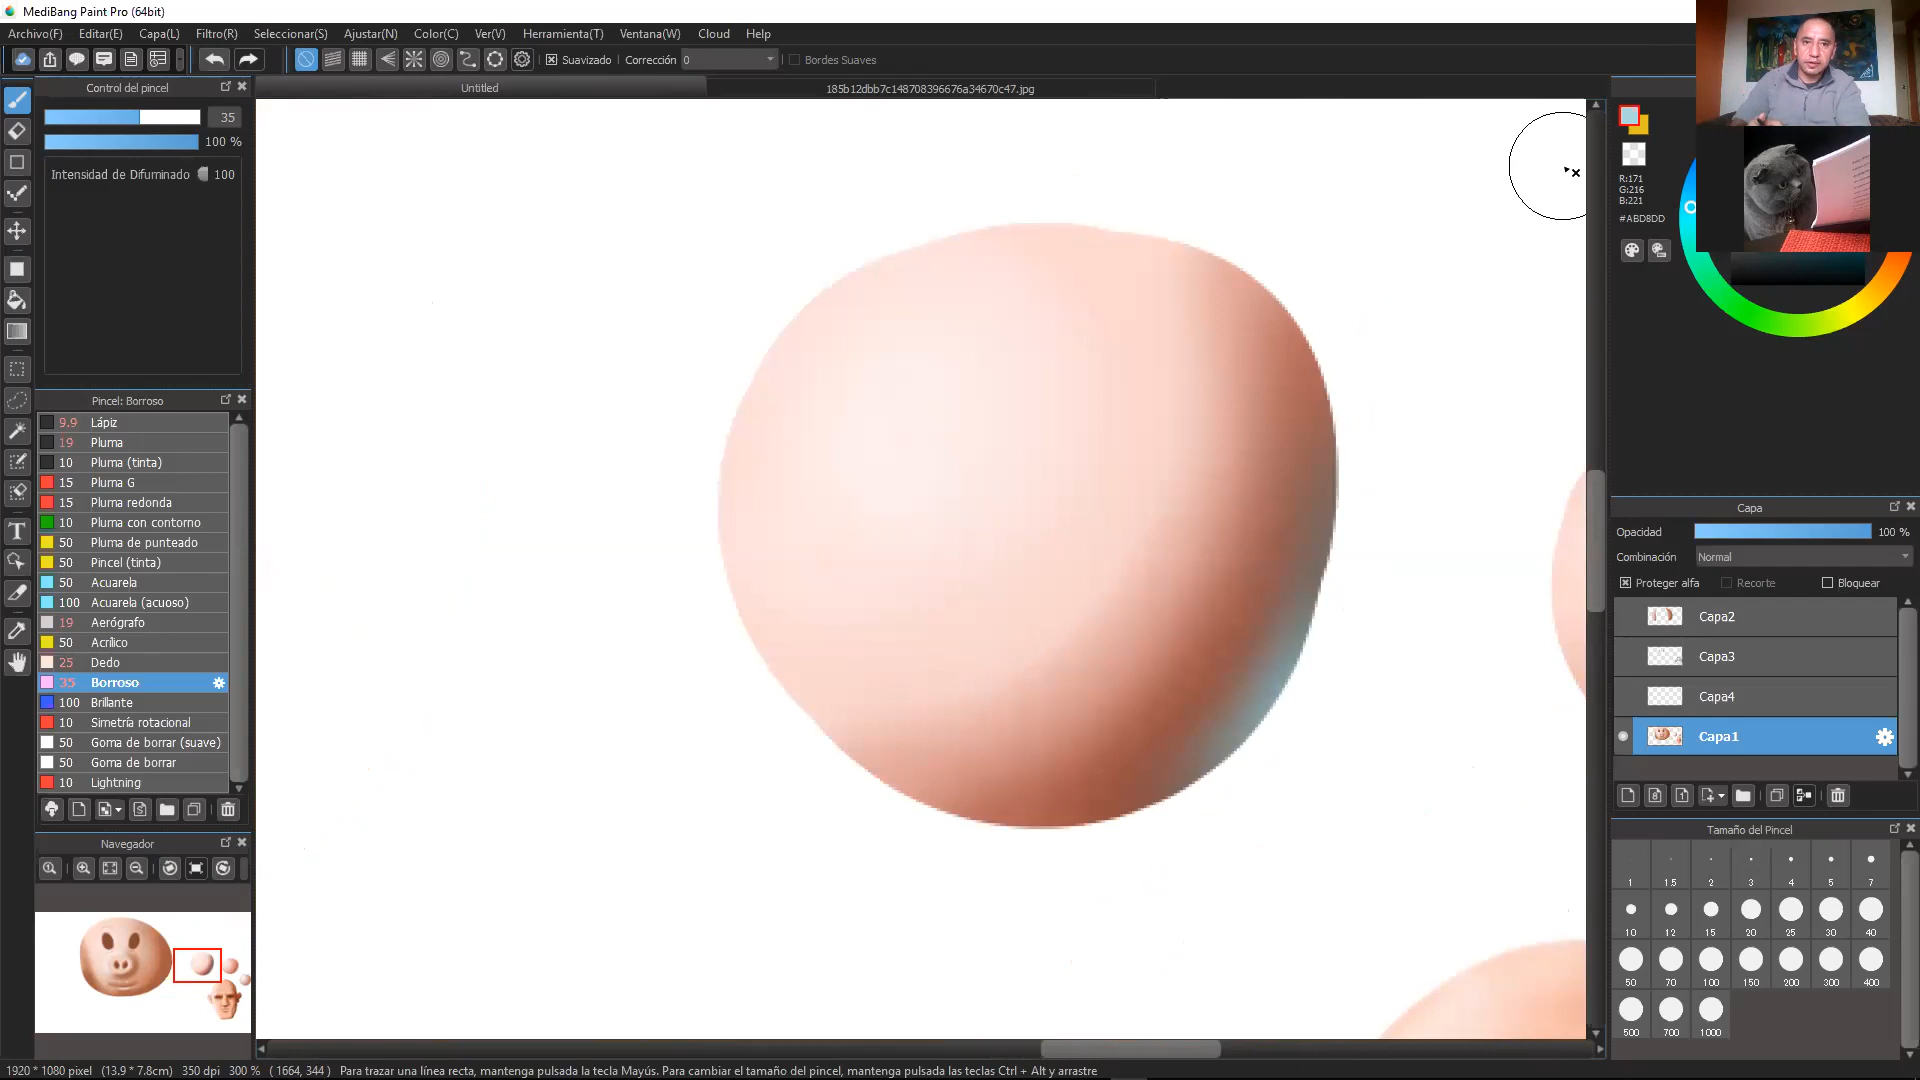 MediBang Paint Pro (64bit)
Archivo(F) Editar(E) Capa(L) Filtro(R) Seleccionar(S) Ajustar(N) Color(C) Ver(V) Herramienta(T) Ventana(W) Cloud Help
Suavizado Corrección 0 Bordes Suaves
Control del pincel
Untitled
185b12dbb7c148708396676a34670c47.jpg
35
100 %
Intensidad de Difuminado 100
R:171
G:216
B:221
#ABD8DD
Pincel: Borroso
9.9 Lápiz
19 Pluma
10 Pluma (tinta)
15 Pluma G
15 Pluma redonda
10 Pluma con contorno
50 Pluma de punteado
50 Pincel (tinta)
50 Acuarela
100 Acuarela (acuoso)
19 Aerógrafo
50 Acrílico
25 Dedo
35 Borroso
100 Brillante
10 Simetría rotacional
50 Goma de borrar (suave)
50 Goma de borrar
10 Lightning
Navegador
Capa
Opacidad 100 %
Combinación Normal
Proteger alfa Recorte Bloquear
Capa2
Capa3
Capa4
Capa1
Tamaño del Pincel
1 1.5 2 3 4 5 7
10 12 15 20 25 30 40
50 70 100 150 200 300 400
500 700 1000
1920 * 1080 pixel (13.9 * 7.8cm) 350 dpi 300 % ( 1664, 344 ) Para trazar una línea recta, mantenga pulsada la tecla Mayús. Para cambiar el tamaño del pincel, mantenga pulsada las teclas Ctrl + Alt y arrastre